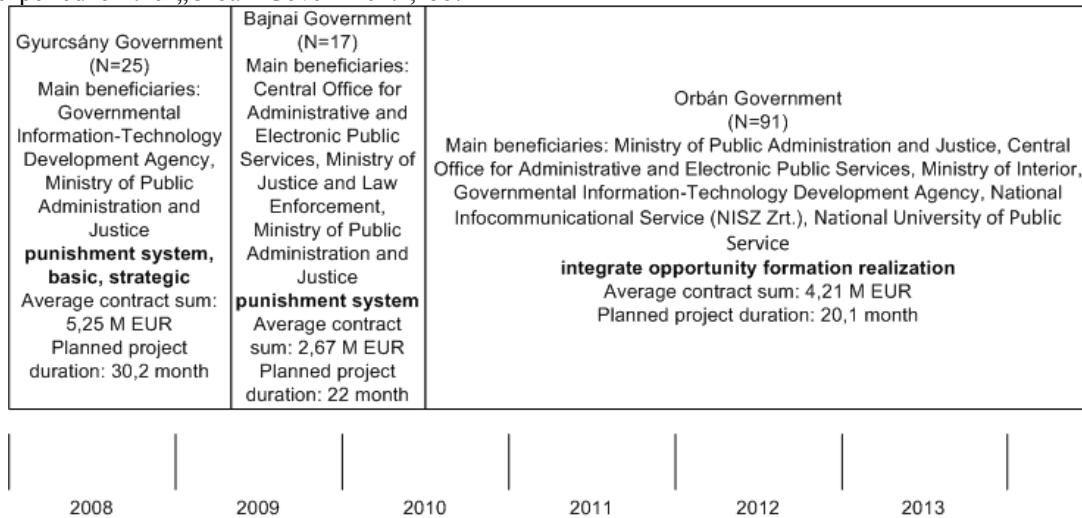 Gyurcsány Government
(N=25)
Main beneficiaries:
Governmental
Information-Technology
Development Agency,
Ministry of Public
Administration and
Justice
punishment system,
basic, strategic
Average contract sum:
5,25 M EUR
Planned project
duration: 30,2 month
Bajnai Government
(N=17)
Main beneficiaries:
Central Office for
Administrative and
Electronic Public
Services, Ministry of
Justice and Law
Enforcement,
Ministry of Public
Administration and
Justice
punishment system
Average contract
sum: 2,67 M EUR
Planned project
duration: 22 month
Orbán Government
(N=91)
Main beneficiaries: Ministry of Public Administration and Justice, Central
Office for Administrative and Electronic Public Services, Ministry of Interior,
Governmental Information-Technology Development Agency, National
Infocommunicational Service (NISZ Zrt.), National University of Public
Service
integrate opportunity formation realization
Average contract sum: 4,21 M EUR
Planned project duration: 20,1 month
2008 2009 2010 2011 2012 2013